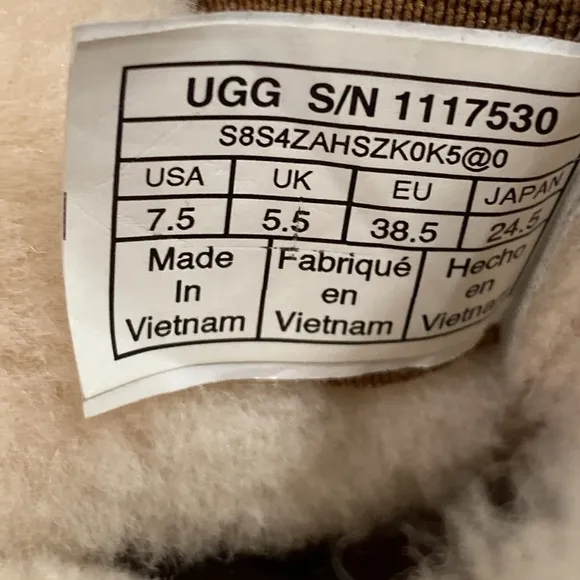 UGG S/N 1117530
S8S4ZAHSZK0K5@0
USA UK EU JAPAN
7.5 5.5 38.5 24.5
Made Fabriqué Hecho
In en en
Vietnam Vietnam